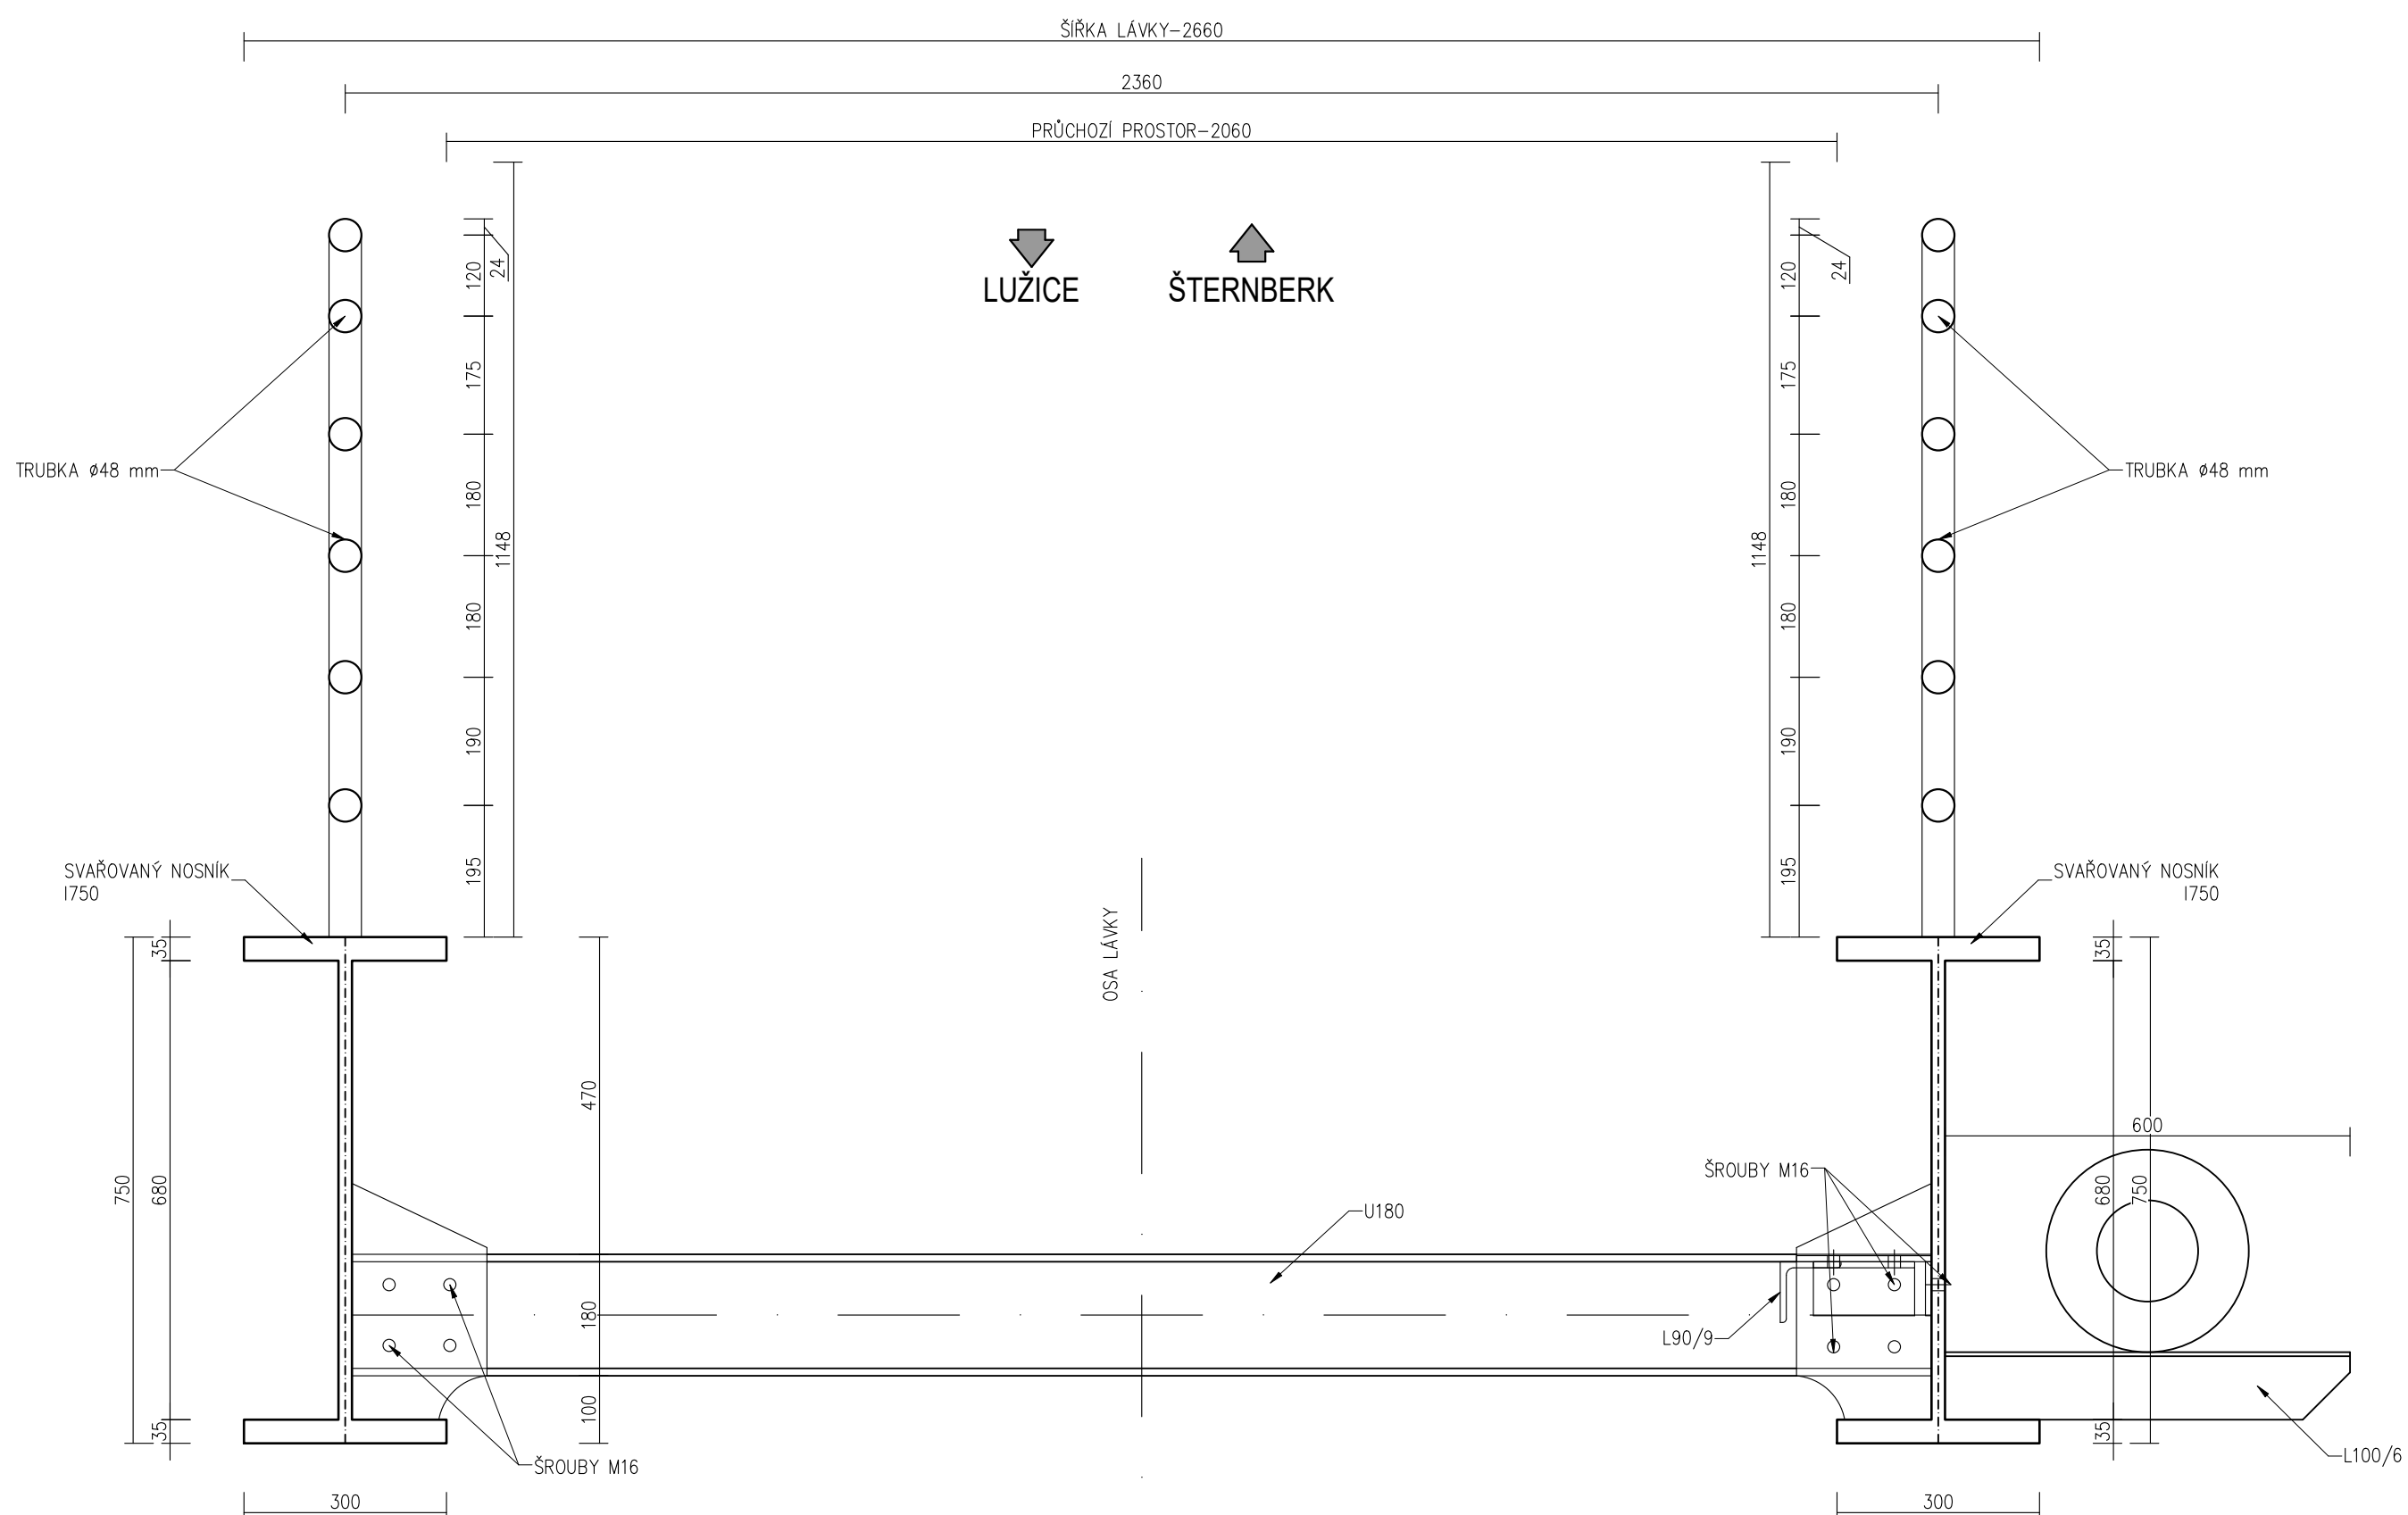 ŠÍŘKA LÁVKY-2660
2360
PRŮCHOZÍ PROSTOR-2060
24
24
120
120
LUŽICE
ŠTERNBERK
175
175
TRUBKA ø48 mm
TRUBKA ø48 mm
180
180
1148
1148
180
180
190
190
195
195
SVAŘOVANÝ NOSNÍK
I750
SVAŘOVANÝ NOSNÍK
I750
35
35
OSA LÁVKY
470
600
ŠROUBY M16
750
680
680
750
U180
180
L90/9
100
35
35
L100/6
ŠROUBY M16
300
300